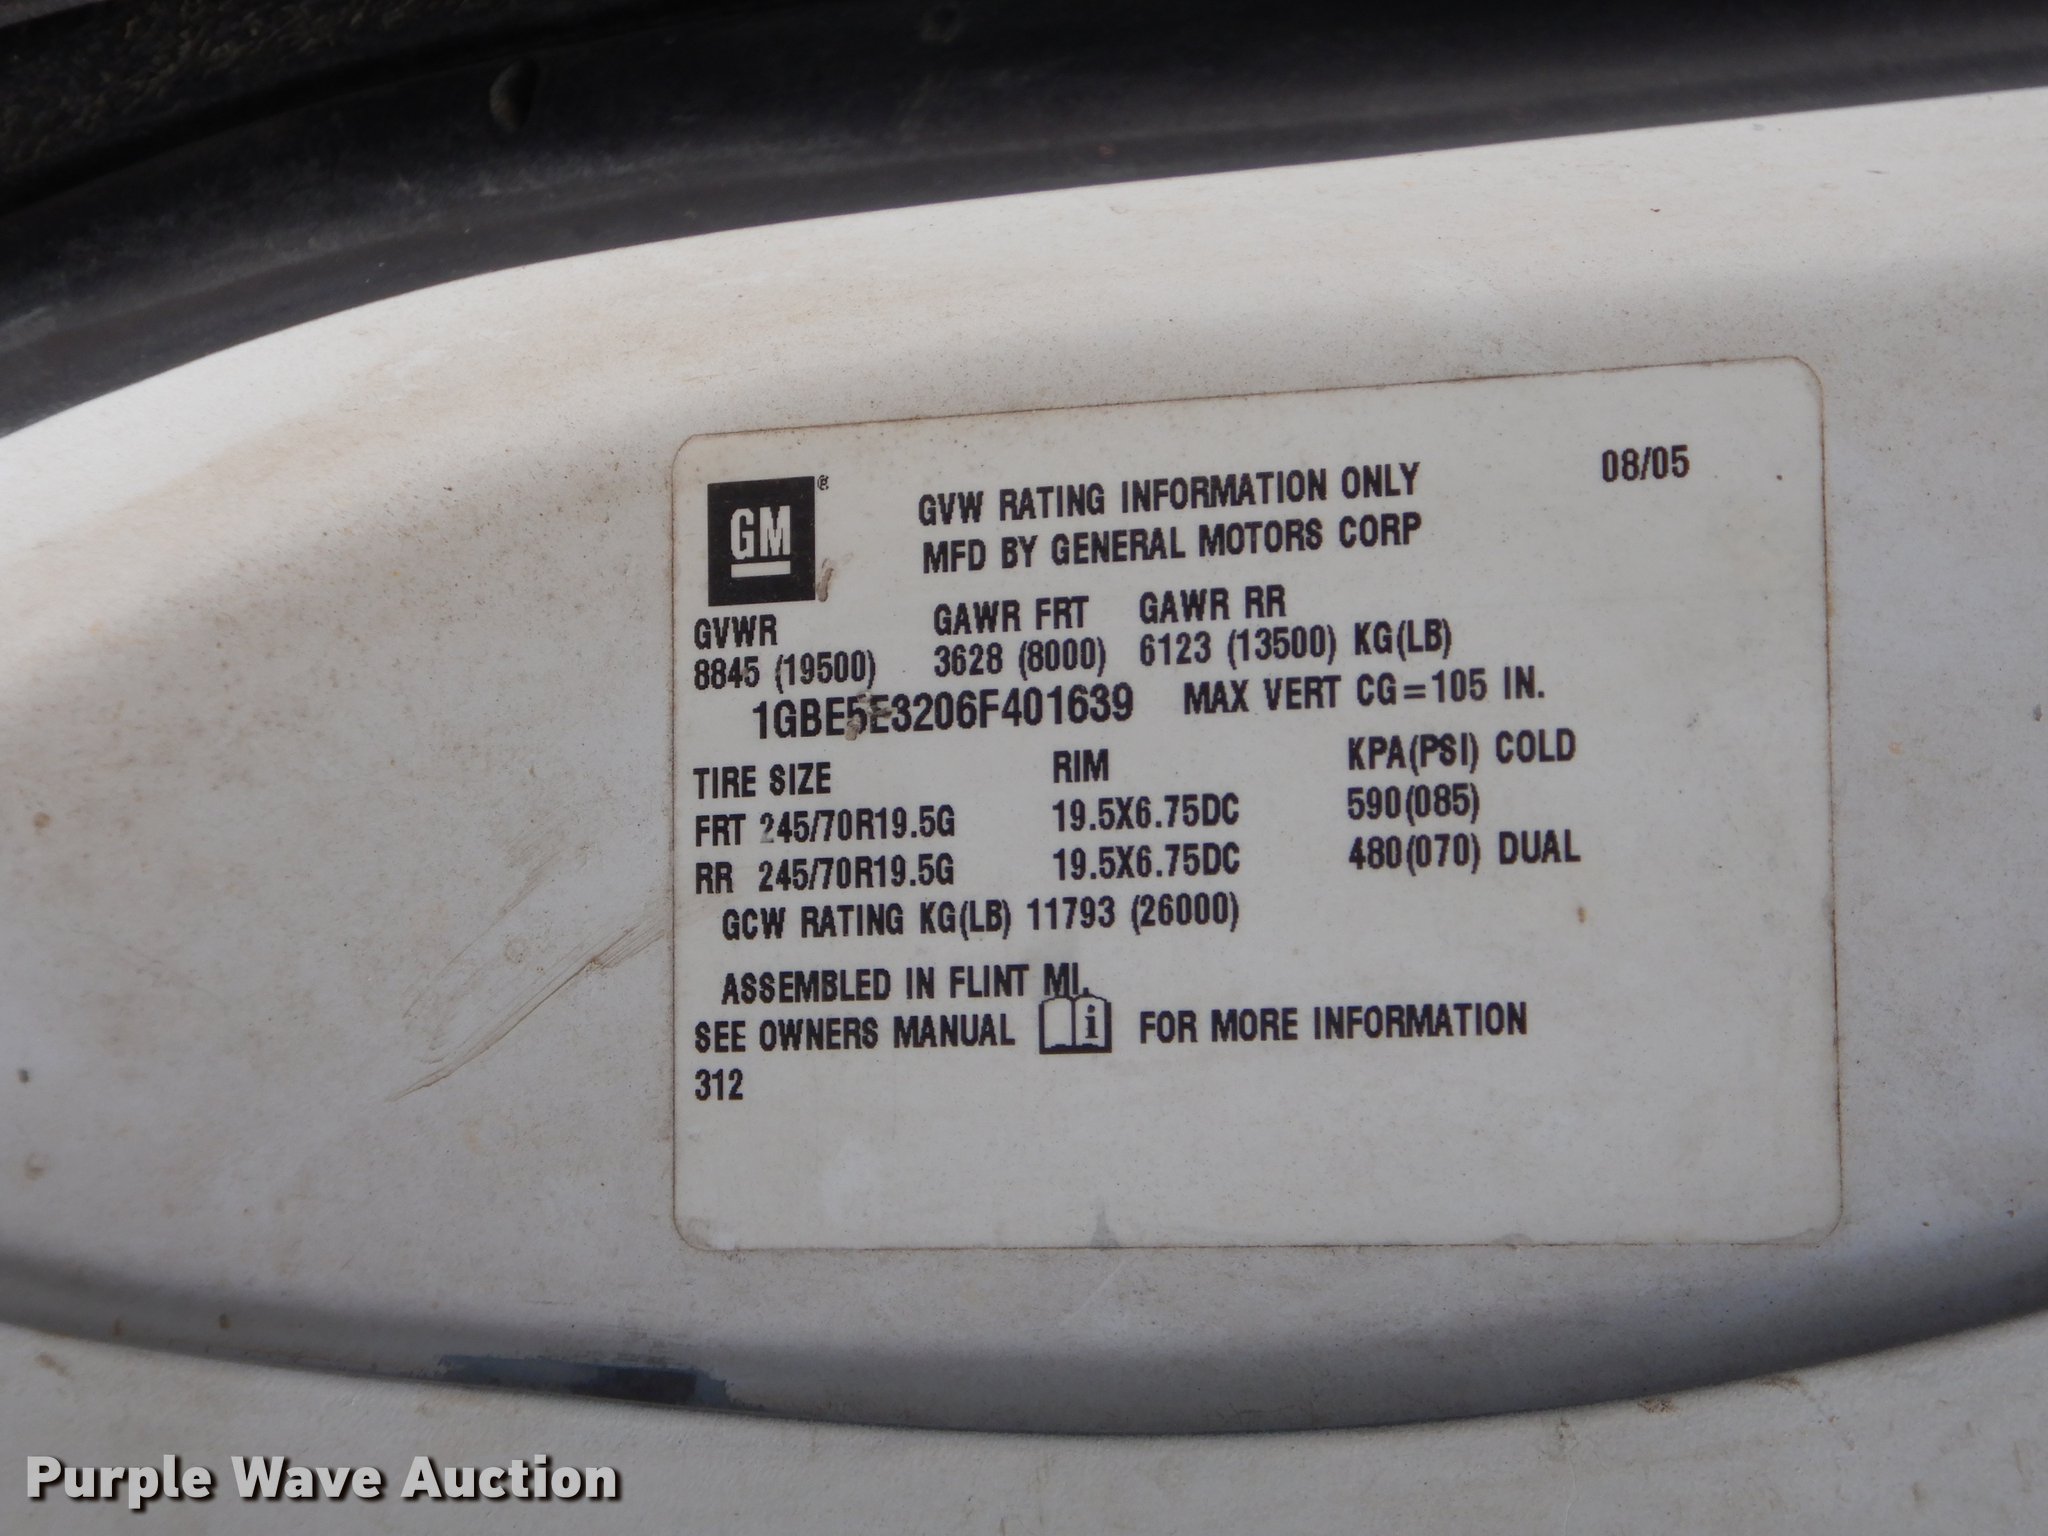 GM®
GVW RATING INFORMATION ONLY 08/05
MFD BY GENERAL MOTORS CORP
GVWR GAWR FRT GAWR RR
8845 (19500) 3628 (8000) 6123 (13500) KG(LB)
1GBE5E3206F401639 MAX VERT CG=105 IN.
TIRE SIZE RIM KPA(PSI) COLD
FRT 245/70R19.5G 19.5X6.75DC 590(085)
RR 245/70R19.5G 19.5X6.75DC 480(070) DUAL
GCW RATING KG(LB) 11793 (26000)
ASSEMBLED IN FLINT MI.
SEE OWNERS MANUAL i FOR MORE INFORMATION
312
Purple Wave Auction